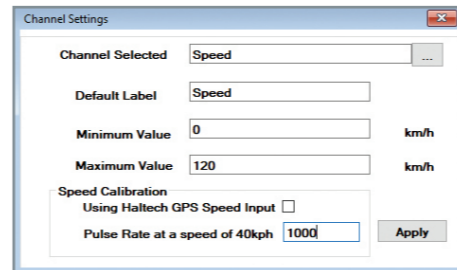 Channel Settings
Channel Selected Speed ...
Default Label Speed
Minimum Value 0 km/h
Maximum Value 120 km/h
Speed Calibration
Using Haltech GPS Speed Input
Pulse Rate at a speed of 40kph 1000 Apply